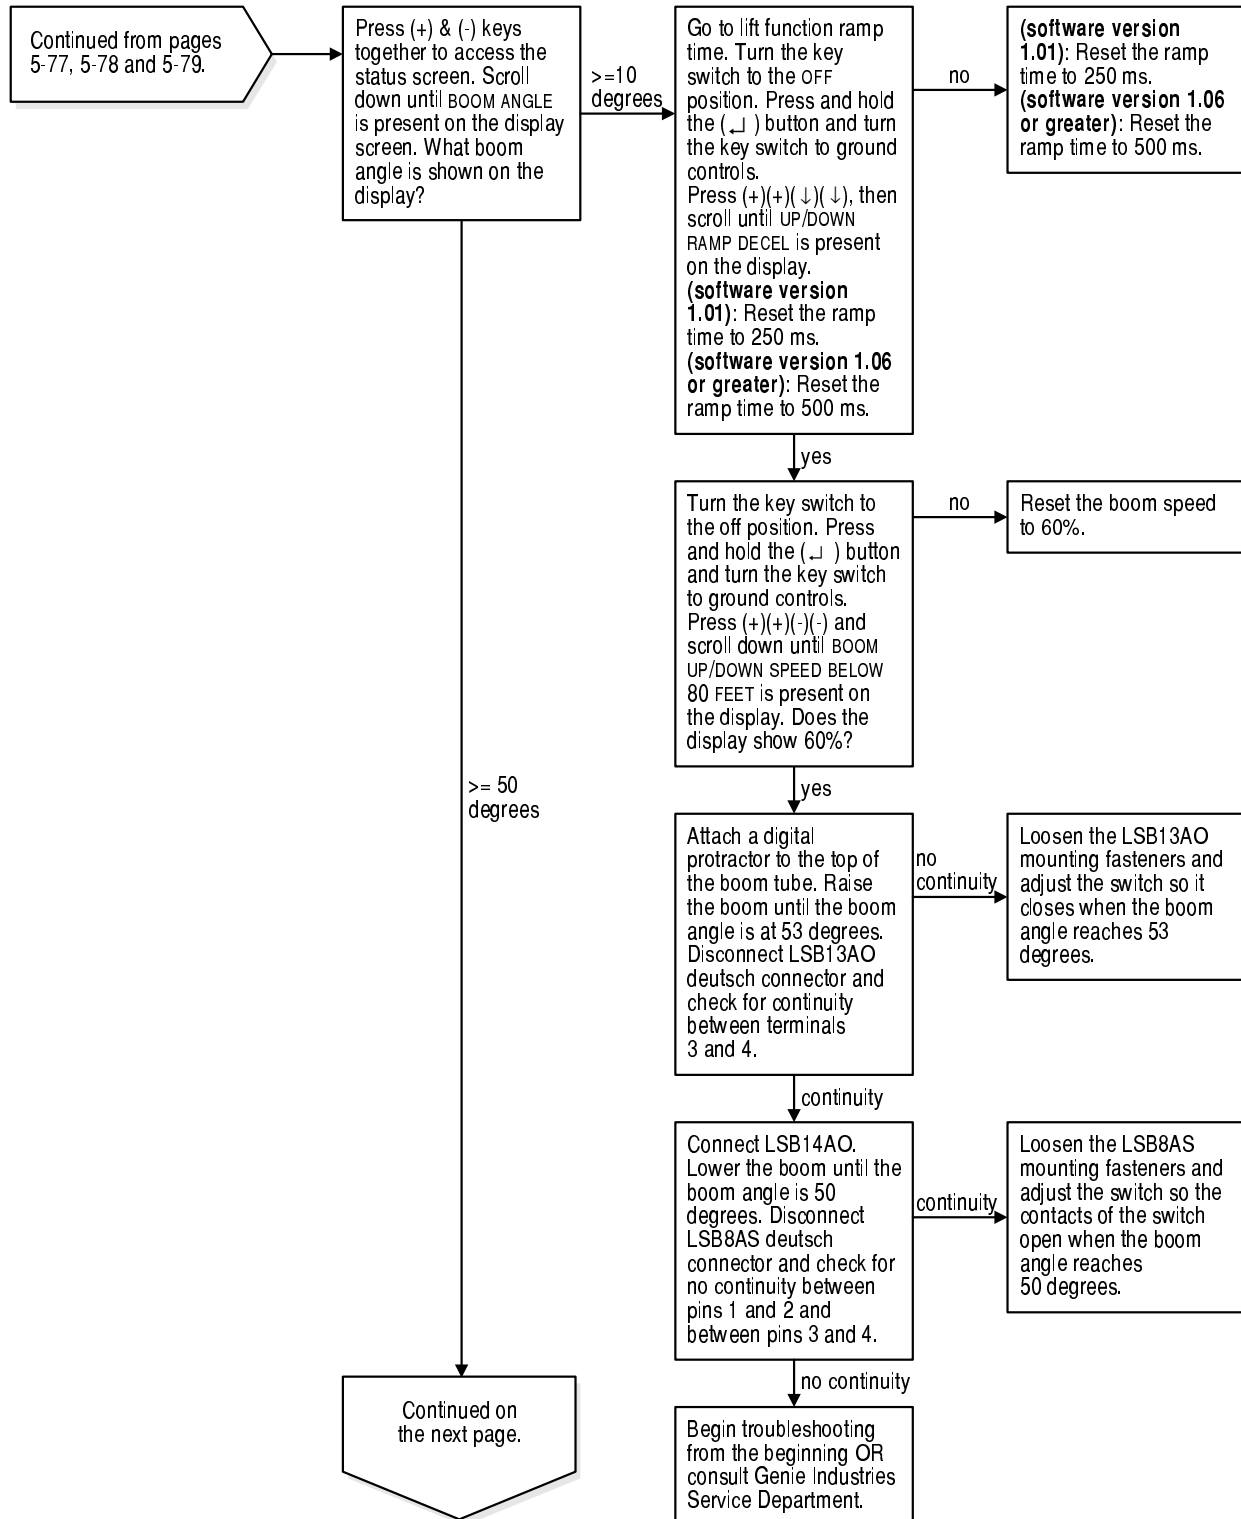 Continued from pages
5-77, 5-78 and 5-79.
Press (+) & (-) keys
together to access the
status screen. Scroll
down until BOOM ANGLE
is present on the display
screen. What boom
angle is shown on the
display?
>=10
degrees
Go to lift function ramp
time. Turn the key
switch to the OFF
position. Press and hold
the (↵) button and turn
the key switch to ground
controls.
Press (+)(+)(↓)(↓), then
scroll until UP/DOWN
RAMP DECEL is present
on the display.
(software version
1.01): Reset the ramp
time to 250 ms.
(software version 1.06
or greater): Reset the
ramp time to 500 ms.
no
(software version
1.01): Reset the ramp
time to 250 ms.
(software version 1.06
or greater): Reset the
ramp time to 500 ms.
yes
Turn the key switch to
the off position. Press
and hold the (↵) button
and turn the key switch
to ground controls.
Press (+)(+)(-)(-) and
scroll down until BOOM
UP/DOWN SPEED BELOW
80 FEET is present on
the display. Does the
display show 60%?
no
Reset the boom speed
to 60%.
>= 50
degrees
yes
Attach a digital
protractor to the top of
the boom tube. Raise
the boom until the boom
angle is at 53 degrees.
Disconnect LSB13AO
deutsch connector and
check for continuity
between terminals
3 and 4.
no
continuity
Loosen the LSB13AO
mounting fasteners and
adjust the switch so it
closes when the boom
angle reaches 53
degrees.
continuity
Connect LSB14AO.
Lower the boom until the
boom angle is 50
degrees. Disconnect
LSB8AS deutsch
connector and check for
no continuity between
pins 1 and 2 and
between pins 3 and 4.
continuity
Loosen the LSB8AS
mounting fasteners and
adjust the switch so the
contacts of the switch
open when the boom
angle reaches
50 degrees.
no continuity
Continued on
the next page.
Begin troubleshooting
from the beginning OR
consult Genie Industries
Service Department.